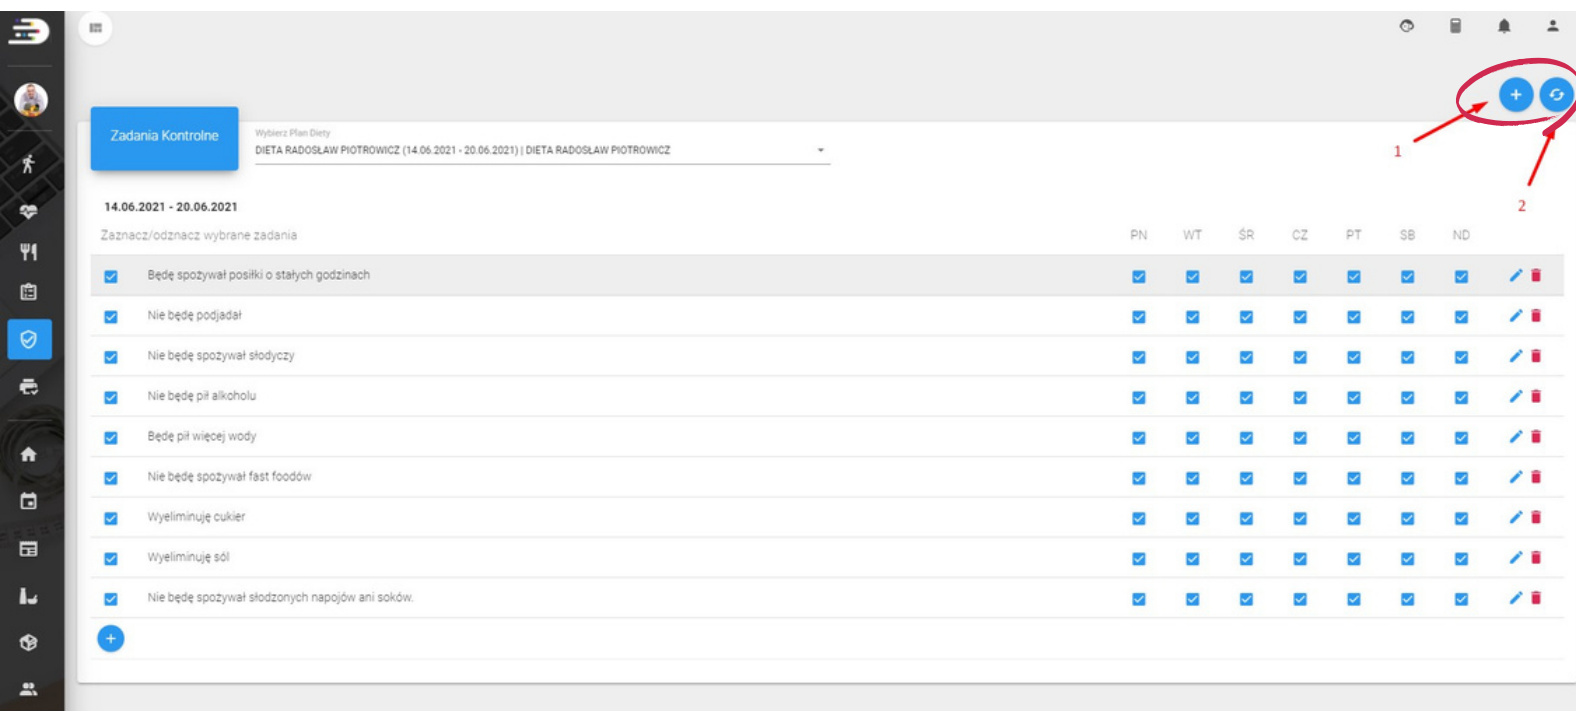 Zadania Kontrolne
Wybierz Plan Diety
DIETA RADOSŁAW PIOTROWICZ (14.06.2021 - 20.06.2021) | DIETA RADOSŁAW PIOTROWICZ
1
2
14.06.2021 - 20.06.2021
Zaznacz/odznacz wybrane zadania PN WT ŚR CZ PT SB ND
Będę spożywał posiłki o stałych godzinach
Nie będę podjadał
Nie będę spożywał słodyczy
Nie będę pił alkoholu
Będę pił więcej wody
Nie będę spożywał fast foodów
Wyeliminuję cukier
Wyeliminuję sól
Nie będę spożywał słodzonych napojów ani soków.